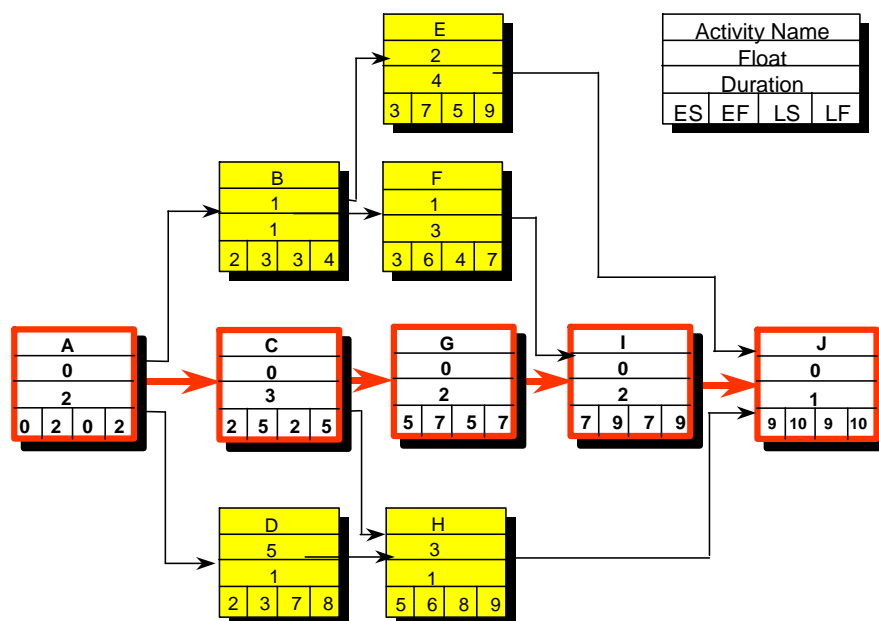 E
2
4
3 7 5 9
Activity Name
Float
Duration
ES EF LS LF
B
1
1
2 3 3 4
F
1
3
3 6 4 7
A
0
2
0 2 0 2
C
0
3
2 5 2 5
G
0
2
5 7 5 7
I
0
2
7 9 7 9
J
0
1
9 10 9 10
D
5
1
2 3 7 8
H
3
1
5 6 8 9